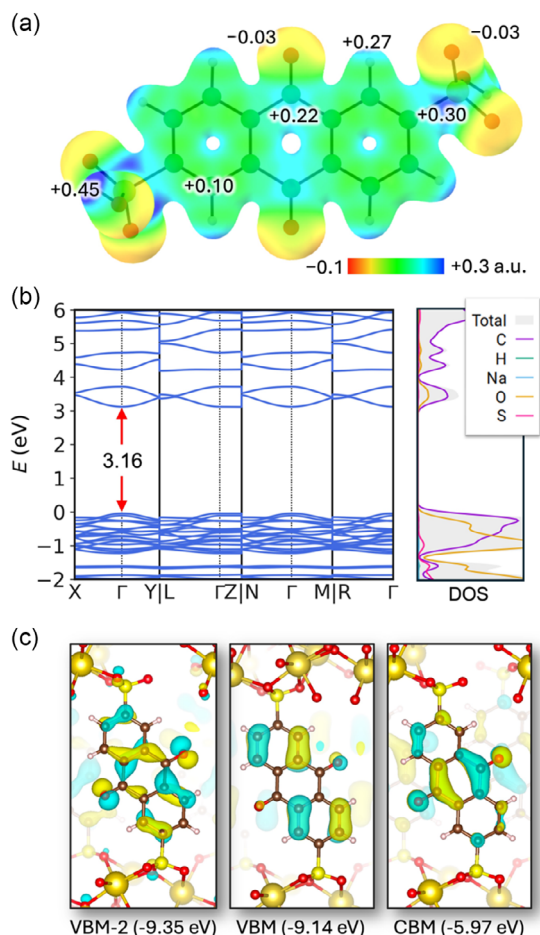 (a)
−0.03
+0.27
−0.03
+0.22
+0.30
+0.45
+0.10
−0.1
+0.3 a.u.
(b)
6
5
4
3
2
1
0
−1
−2
E (eV)
3.16
X Γ Y|L ΓZ|N Γ M|R Γ
Total
C
H
Na
O
S
DOS
(c)
VBM-2 (-9.35 eV) VBM (-9.14 eV) CBM (-5.97 eV)